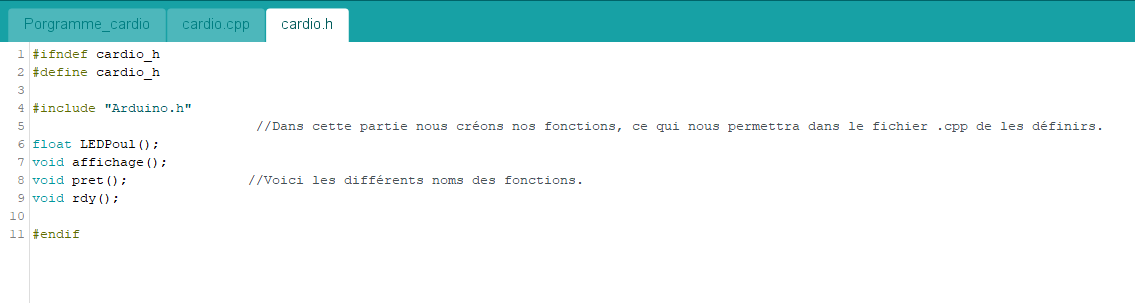 Porgramme_cardio cardio.cpp cardio.h
1 #ifndef cardio_h
2 #define cardio_h
3
4 #include "Arduino.h"
5 //Dans cette partie nous créons nos fonctions, ce qui nous permettra dans le fichier .cpp de les définirs.
6 float LEDPoul();
7 void affichage();
8 void pret(); //Voici les différents noms des fonctions.
9 void rdy();
10
11 #endif